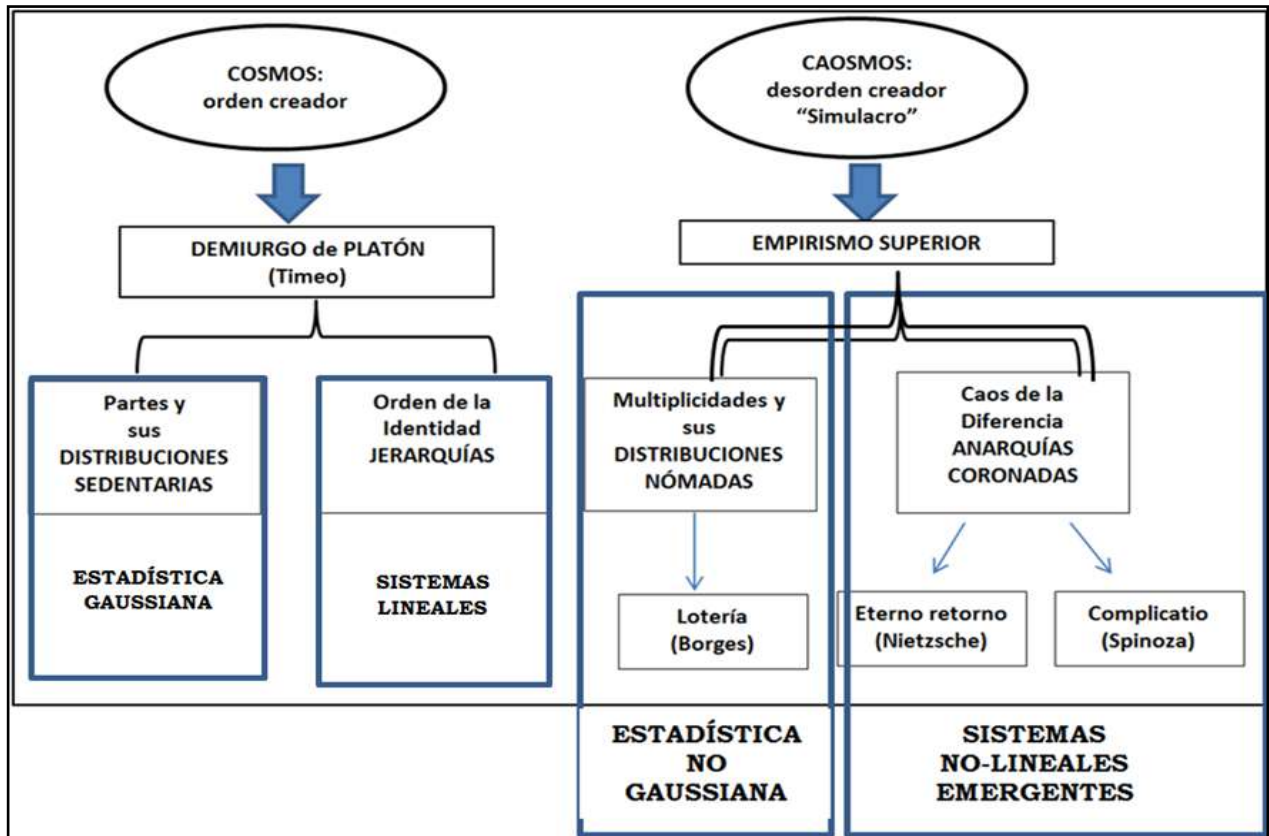 COSMOS:
orden creador
DEMIURGO de PLATÓN
(Timeo)
Partes y
sus
DISTRIBUCIONES
SEDENTARIAS
ESTADÍSTICA
GAUSSIANA
Orden de la
Identidad
JERARQUÍAS
SISTEMAS
LINEALES
CAOSMOS:
desorden creador
“Simulacro”
EMPIRISMO SUPERIOR
Multiplicidades y
sus
DISTRIBUCIONES
NÓMADAS
Lotería
(Borges)
ESTADÍSTICA
NO
GAUSSIANA
Caos de la
Diferencia
ANARQUÍAS
CORONADAS
Eterno retorno
(Nietzsche)
Complicatio
(Spinoza)
SISTEMAS
NO-LINEALES
EMERGENTES